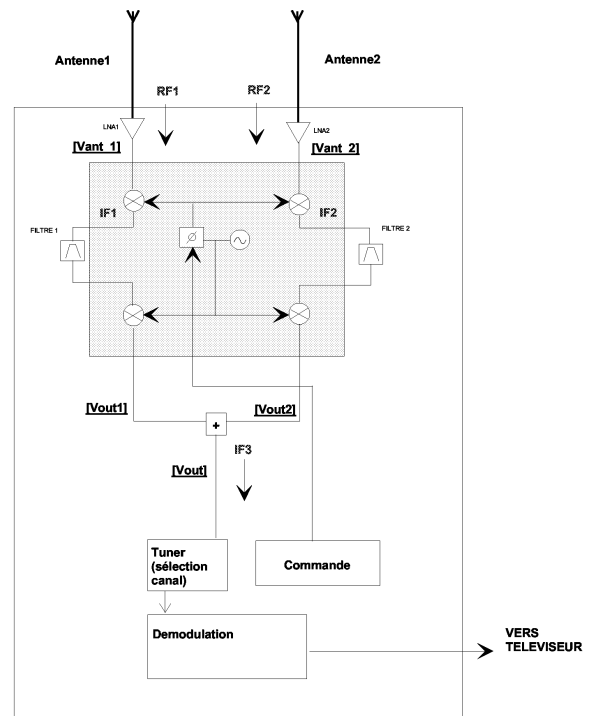 Antenne1
Antenne2
RF1
RF2
LNA1
LNA2
[Vant_1)
[Vant_2]
IF1
IF2
FILTRE 1
FILTRE 2
Ø
[Vout1]
[Vout2]
+
IF3
[Vout]
Tuner
(sélection
canal)
Commande
Demodulation
VERS
TELEVISEUR